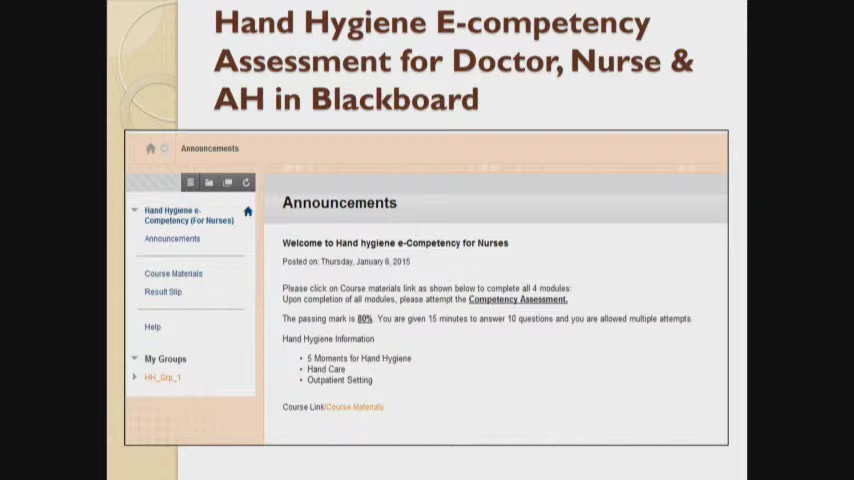 Hand Hygiene E-competency
Assessment for Doctor, Nurse &
AH in Blackboard
Announcements
Hand Hygiene e-
Competency (For Nurses)
Announcements
Course Materials
Result Slip
Help
My Groups
HH_Grp_1
Announcements
Welcome to Hand hygiene e-Competency for Nurses
Posted on: Thursday, January 8, 2015
Please click on Course materials link as shown below to complete all 4 modules:
Upon completion of all modules, please attempt the Competency Assessment.
The passing mark is 80%. You are given 15 minutes to answer 10 questions and you are allowed multiple attempts.
Hand Hygiene Information
• 5 Moments for Hand Hygiene
• Hand Care
• Outpatient Setting
Course Link/Course Materials